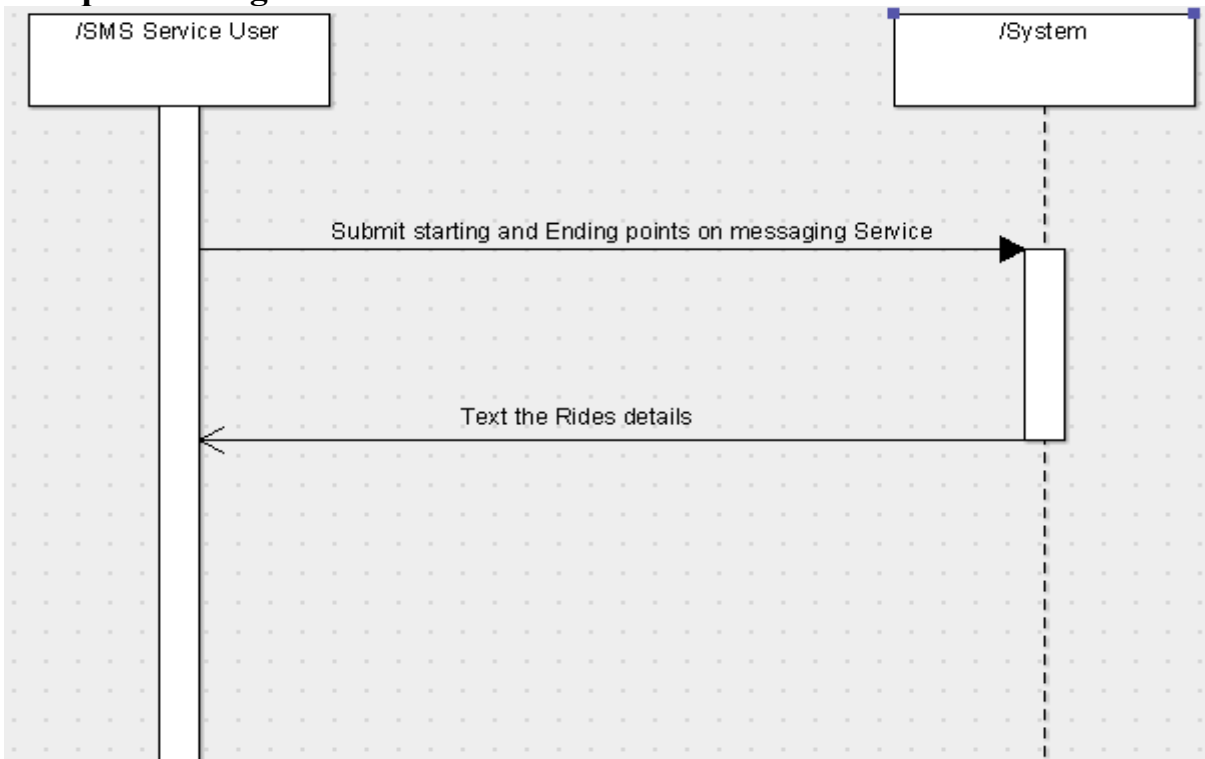 /SMS Service User
/System
Submit starting and Ending points on messaging Service
Text the Rides details